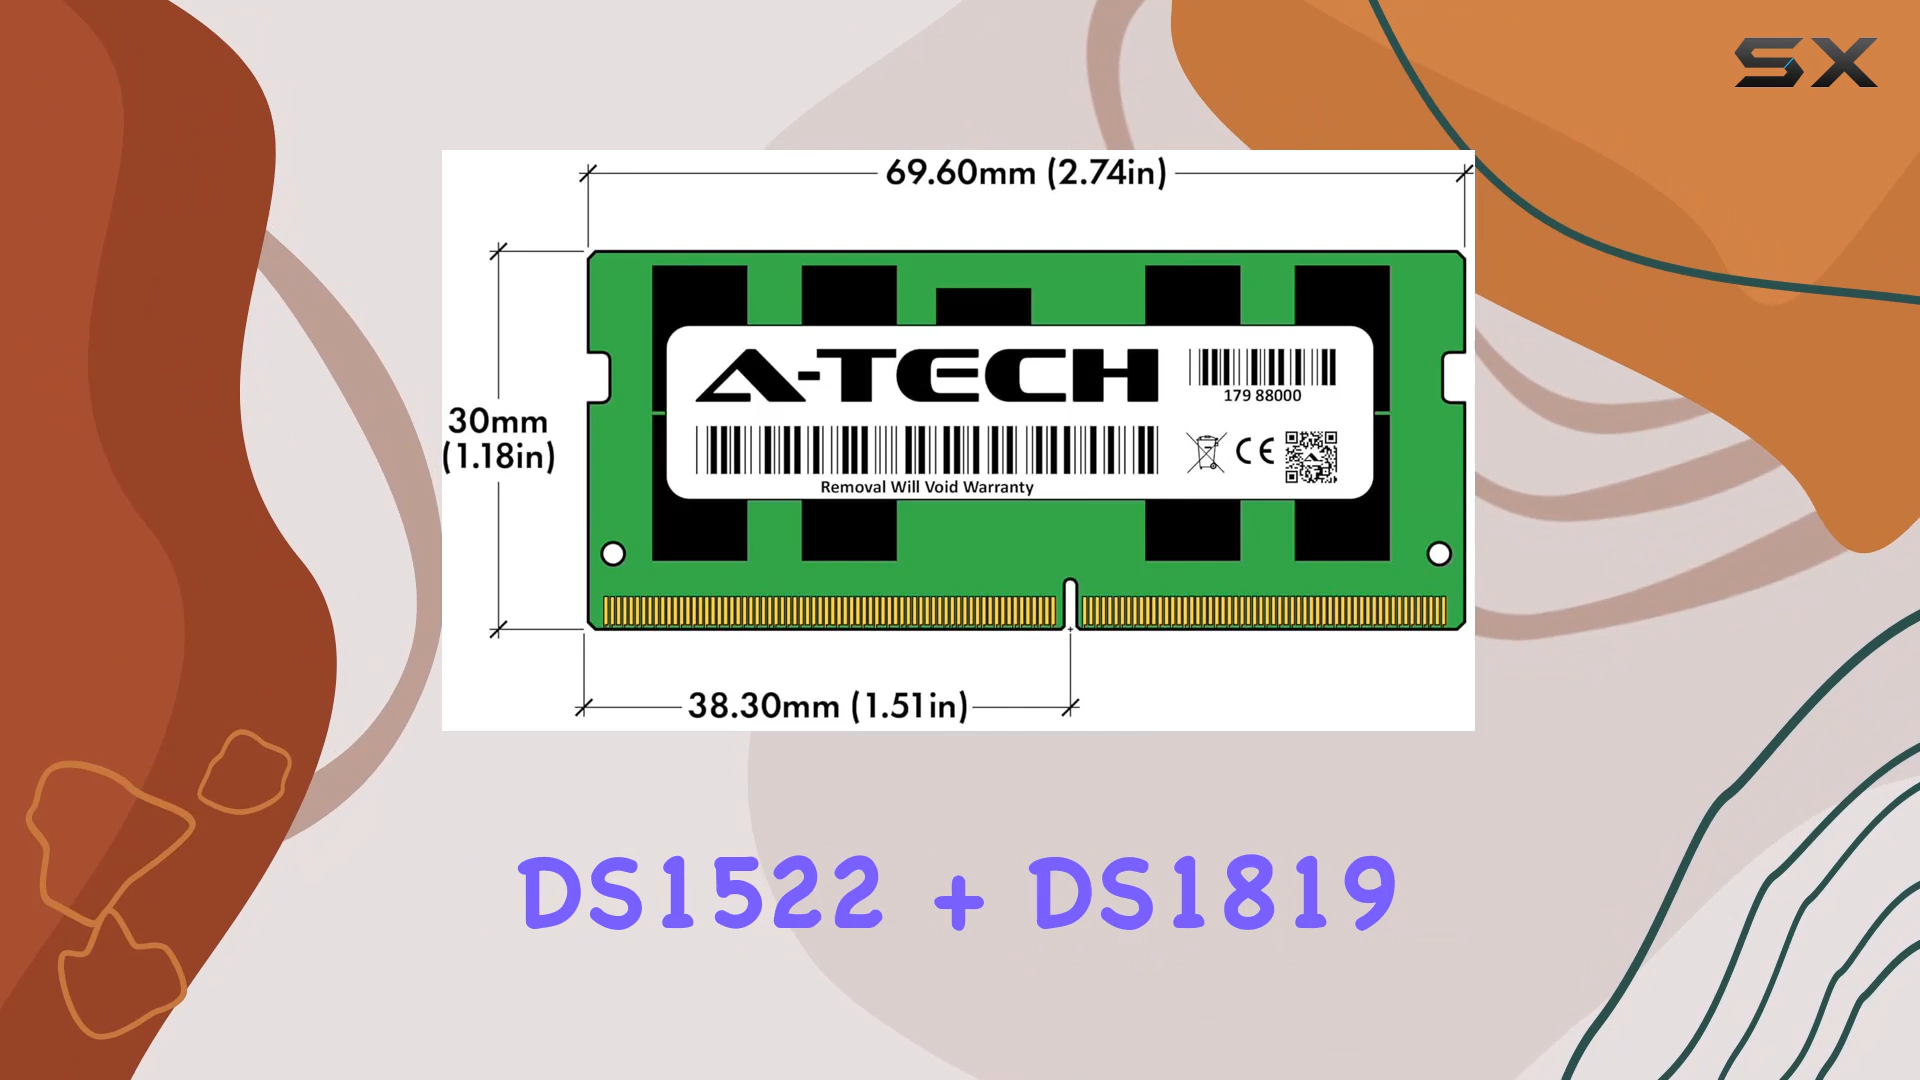 SX
69.60mm (2.74in)
A-TECH
179 88000
30mm
(1.18in)
CE
Removal Will Void Warranty
38.30mm (1.51in)
DS1522 + DS1819